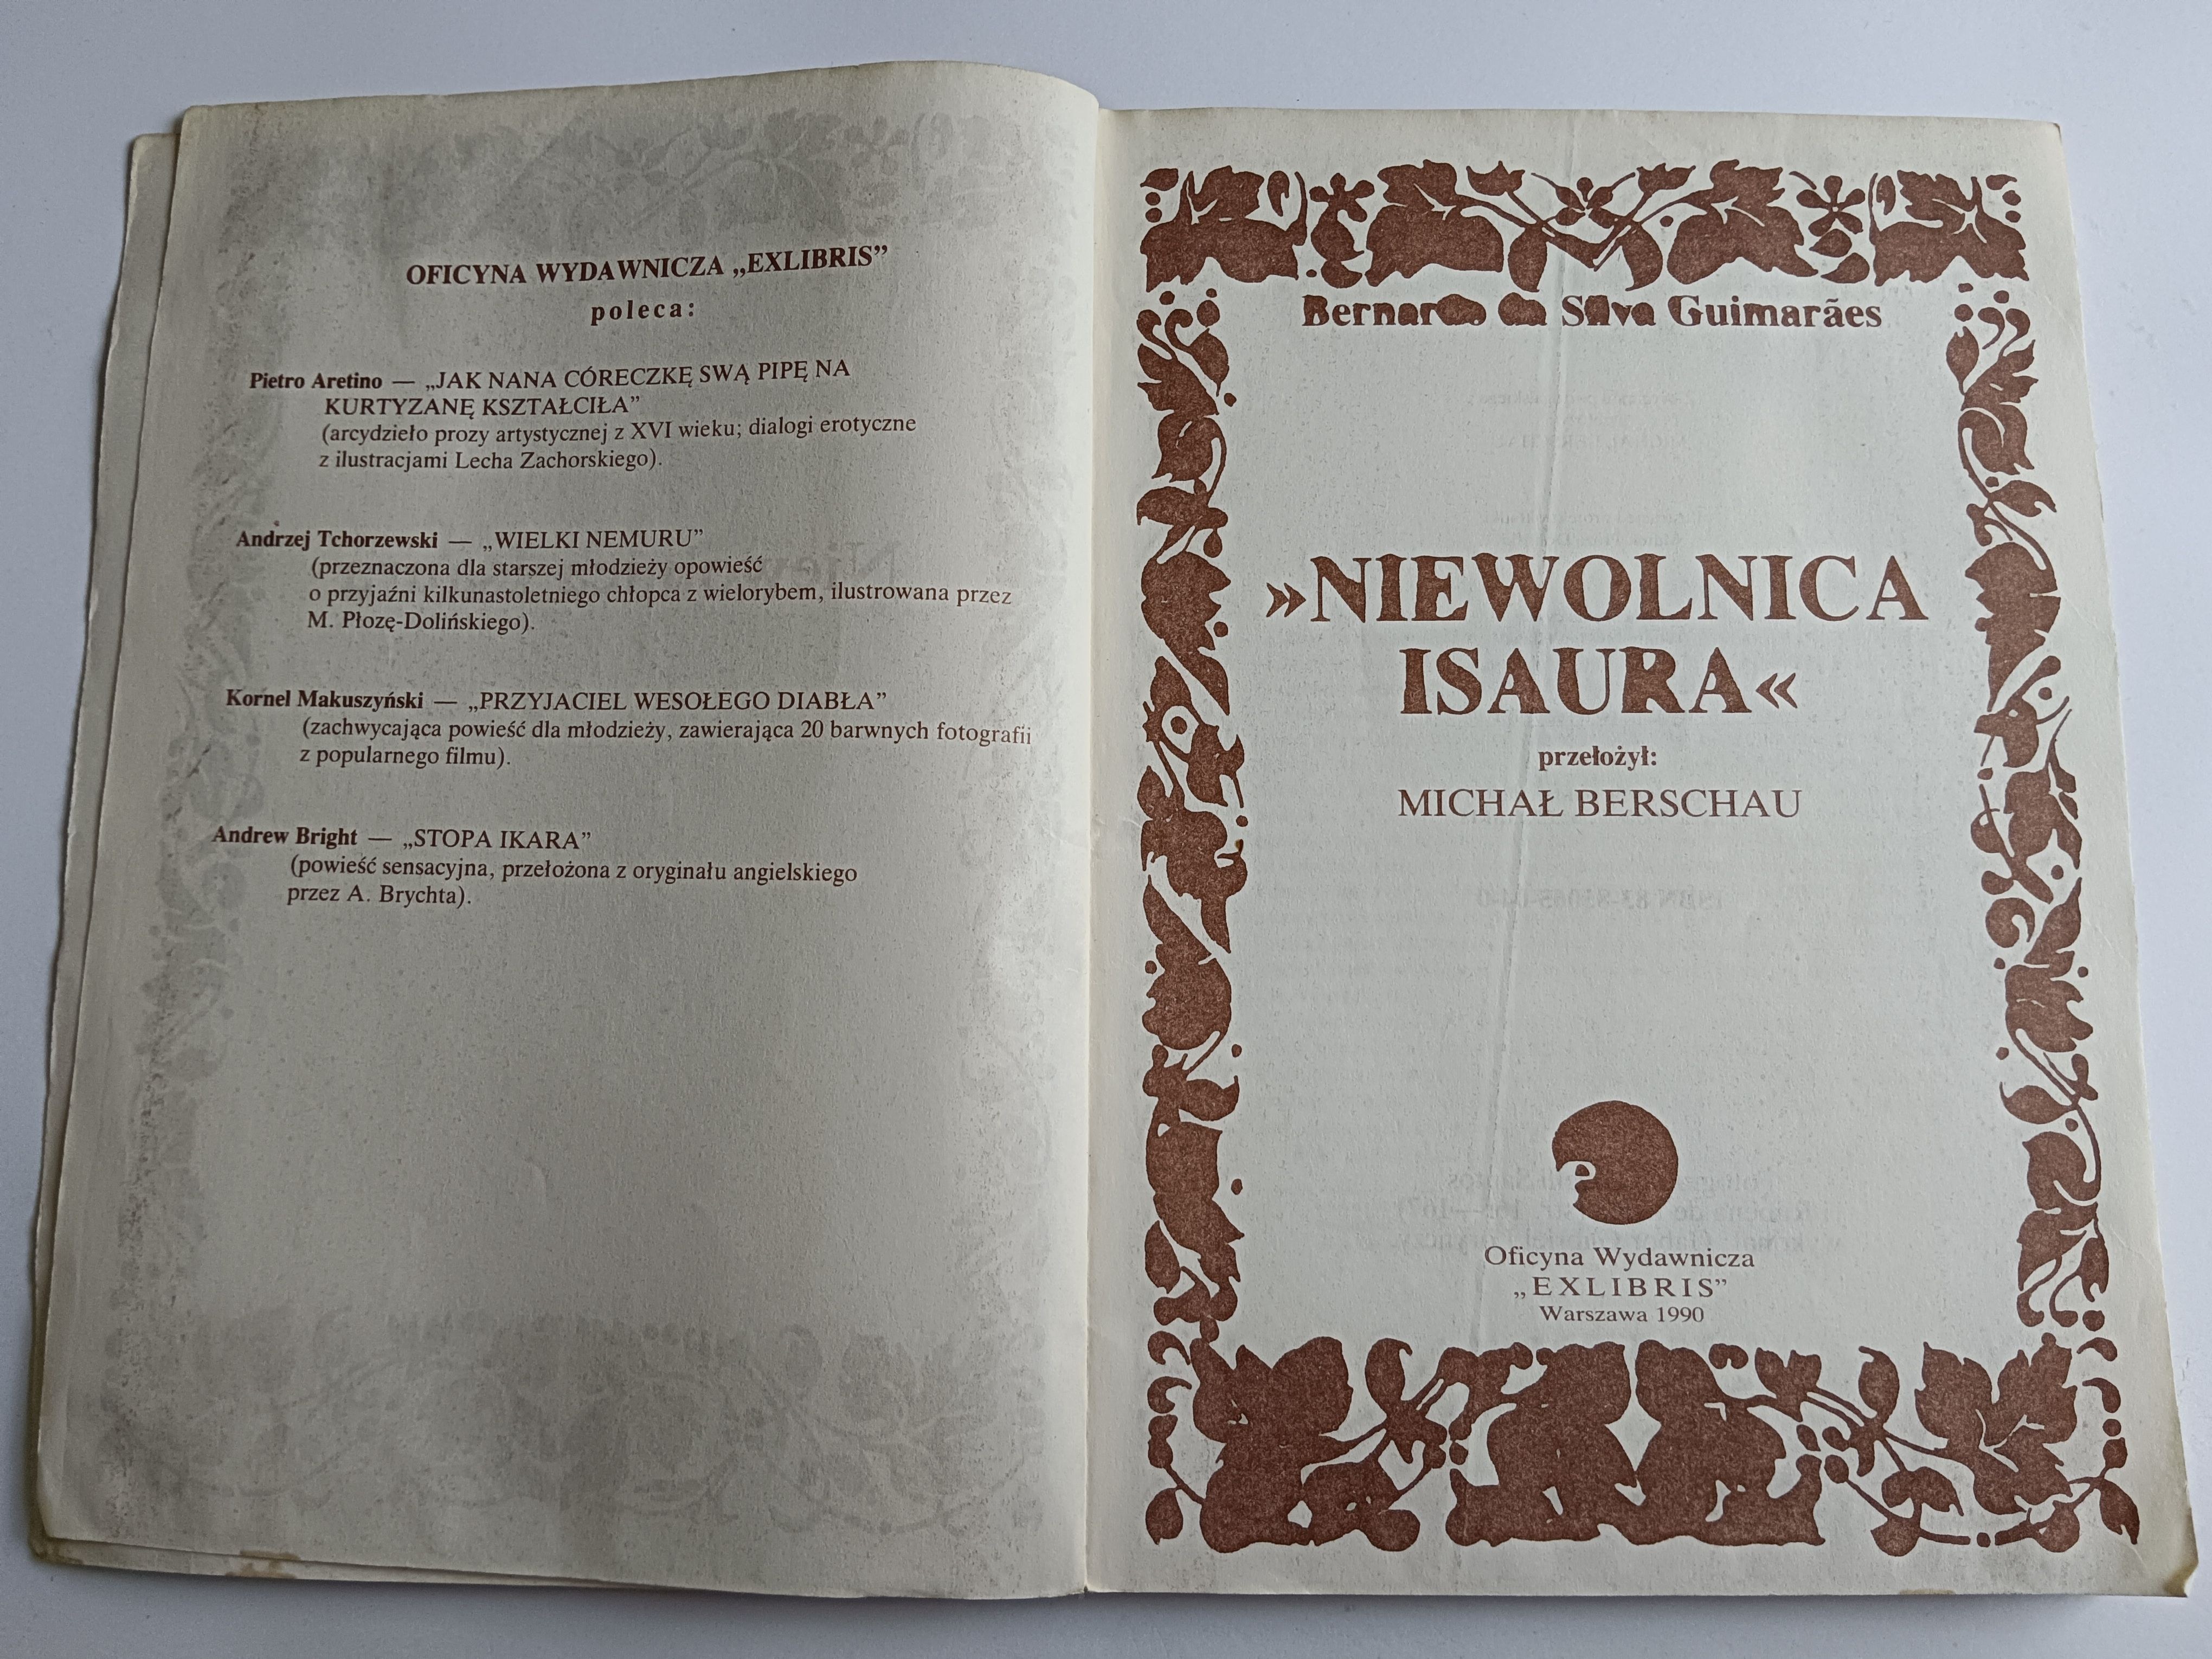 OFICYNA WYDAWNICZA „EXLIBRIS”
poleca:
Pietro Aretino — „JAK NANA CÓRECZKĘ SWĄ PIPĘ NA
KURTYZANĘ KSZTAŁCIŁA”
(arcydzieło prozy artystycznej z XVI wieku; dialogi erotyczne
z ilustracjami Lecha Zachorskiego).
Andrzej Tchorzewski — „WIELKI NEMURU”
(przeznaczona dla starszej młodzieży opowieść
o przyjaźni kilkunastoletniego chłopca z wielorybem, ilustrowana przez
M. Płozę-Dolińskiego).
Kornel Makuszyński — „PRZYJACIEL WESOŁEGO DIABŁA”
(zachwycająca powieść dla młodzieży, zawierająca 20 barwnych fotografii
z popularnego filmu).
Andrew Bright — „STOPA IKARA”
(powieść sensacyjna, przełożona z oryginału angielskiego
przez A. Brychta).
Bernardo da Silva Guimarães
»NIEWOLNICA
ISAURA«
przełożył:
MICHAŁ BERSCHAU
Oficyna Wydawnicza
„EXLIBRIS”
Warszawa 1990